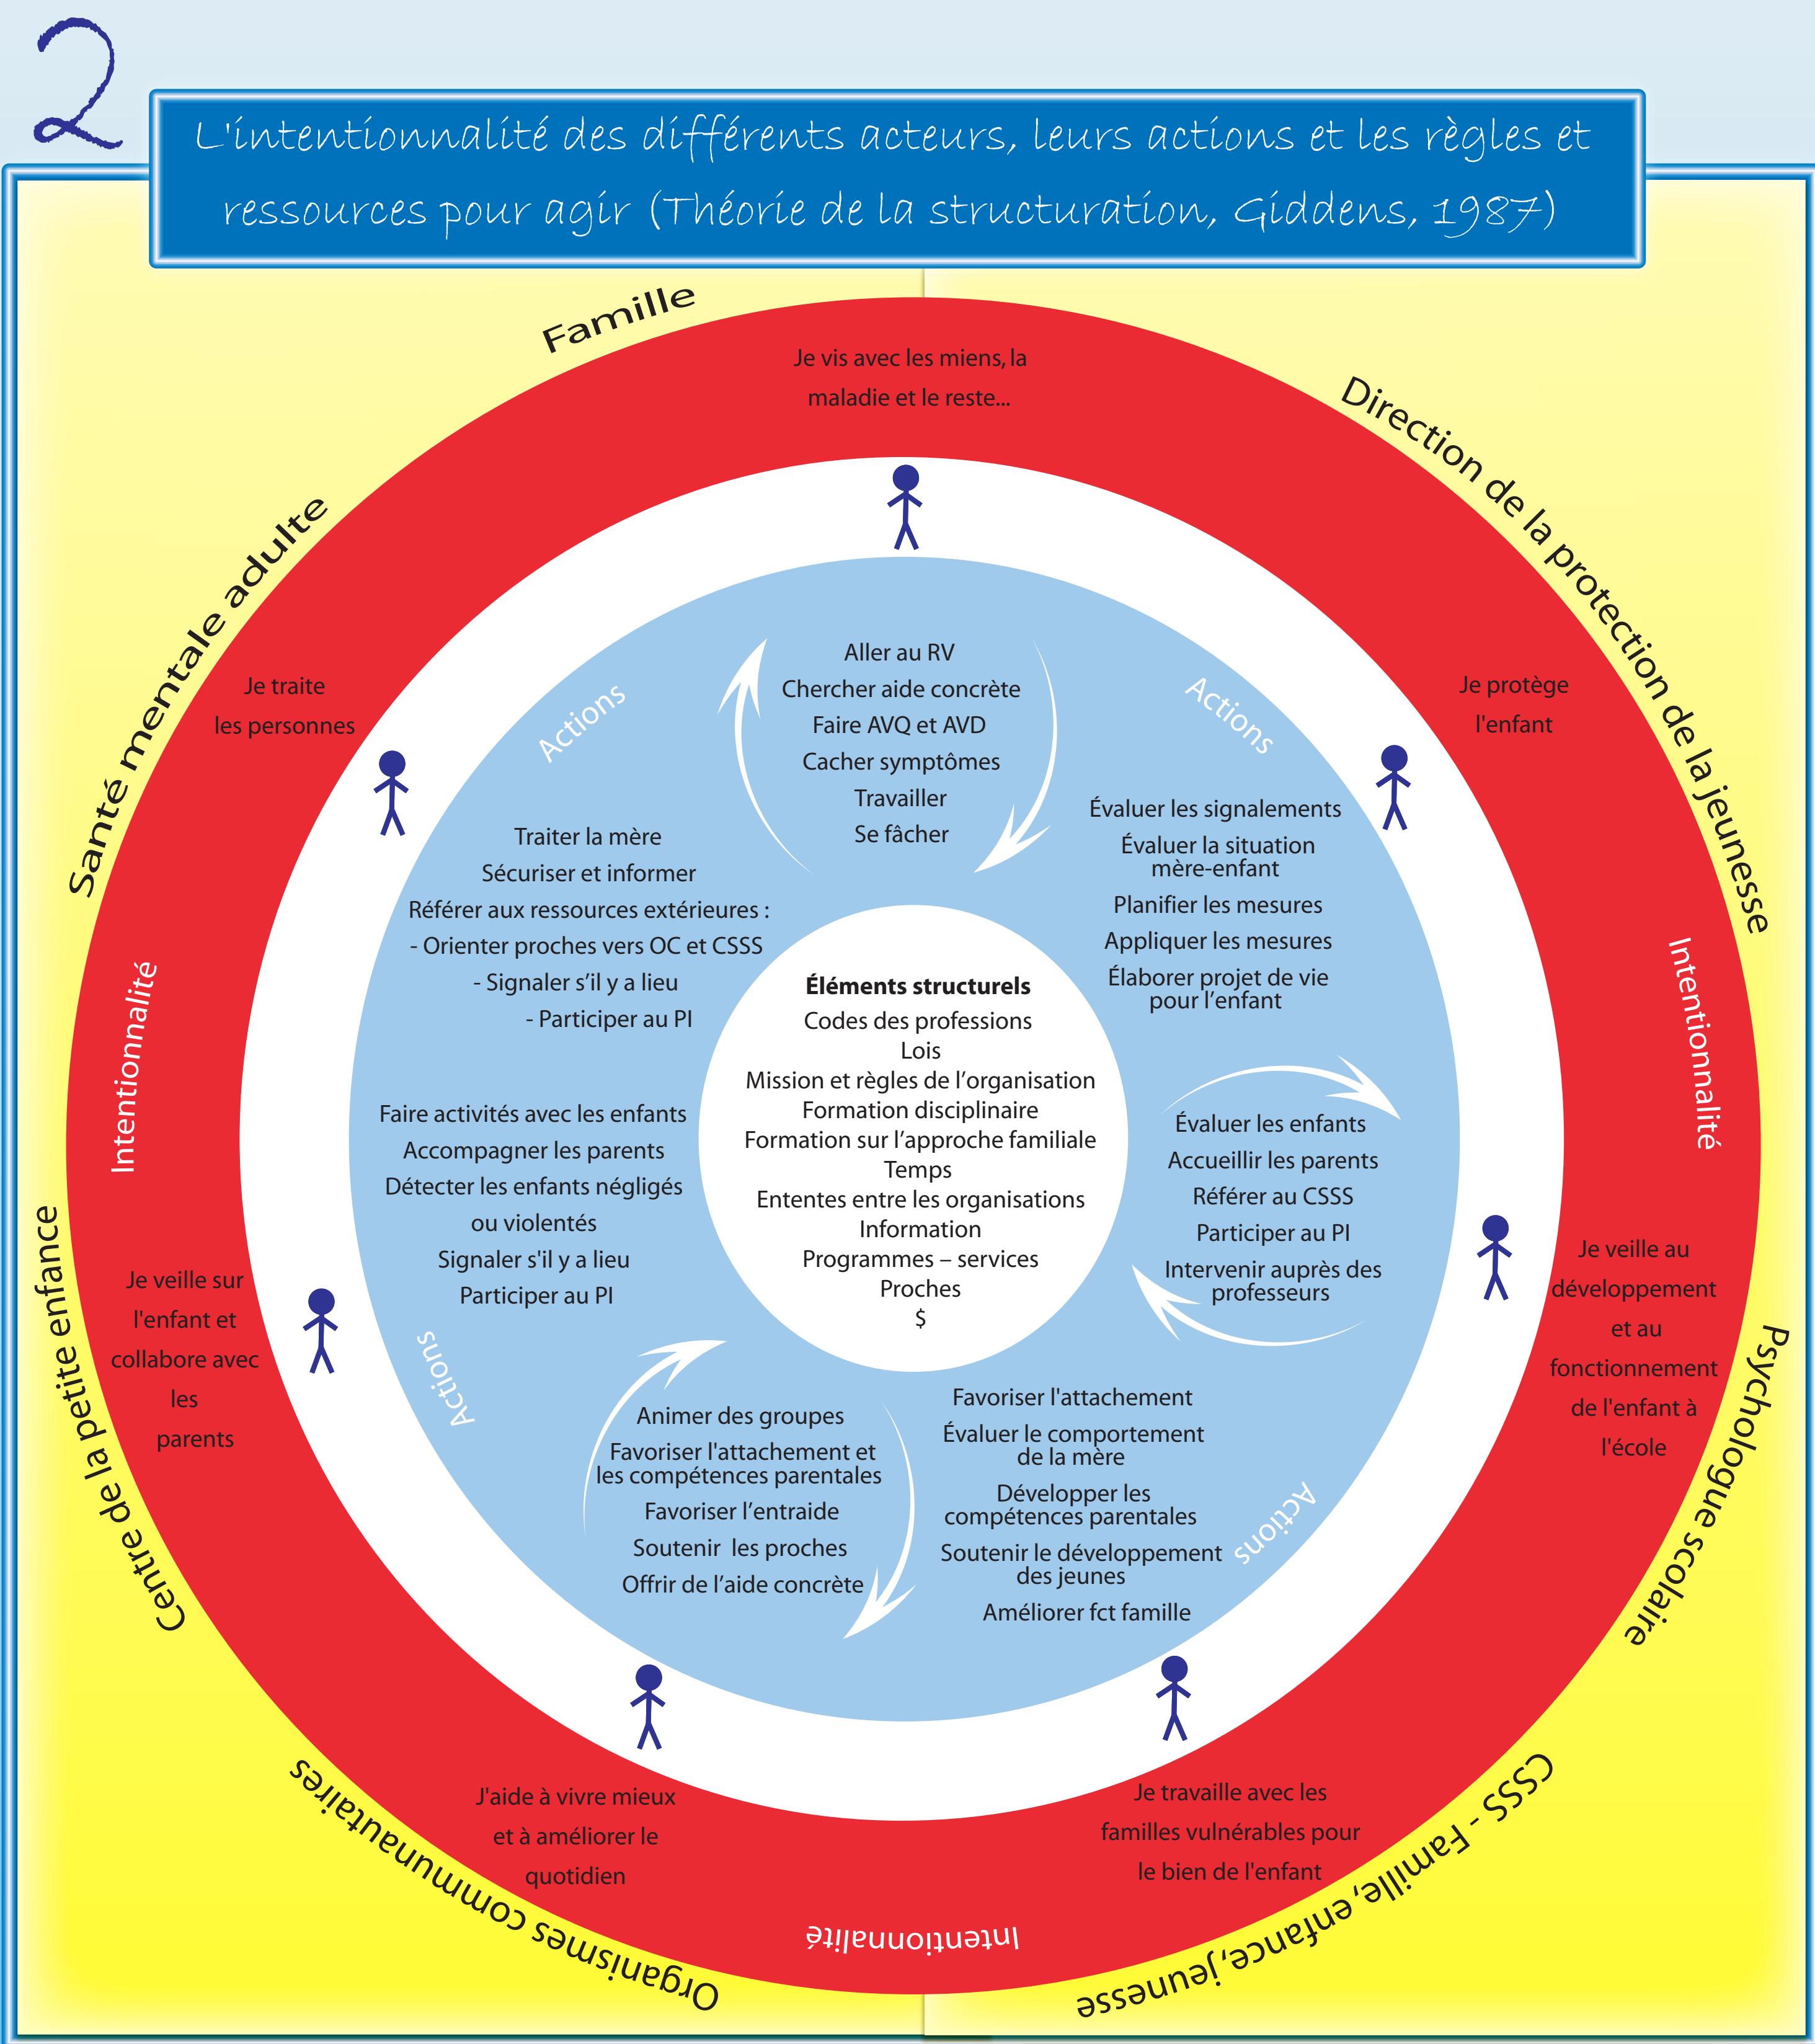 2
L'intentionnalité des différents acteurs, leurs actions et les règles et
ressources pour agir (Théorie de la structuration, Giddens, 1987)
Famille
Je vis avec les miens, la
maladie et le reste...
Direction de la protection de la jeunesse
Je protège
l'enfant
Santé mentale adulte
Je traite
les personnes
Actions
Actions
Aller au RV
Chercher aide concrète
Faire AVQ et AVD
Cacher symptômes
Travailler
Se fâcher
Évaluer les signalements
Évaluer la situation
mère-enfant
Planifier les mesures
Appliquer les mesures
Élaborer projet de vie
pour l’enfant
Traiter la mère
Sécuriser et informer
Référer aux ressources extérieures :
- Orienter proches vers OC et CSSS
- Signaler s’il y a lieu
- Participer au PI
Intentionnalité
Intentionnalité
Éléments structurels
Codes des professions
Lois
Mission et règles de l’organisation
Formation disciplinaire
Formation sur l’approche familiale
Temps
Ententes entre les organisations
Information
Programmes – services
Proches
$
Faire activités avec les enfants
Accompagner les parents
Détecter les enfants négligés
ou violentés
Signaler s'il y a lieu
Participer au PI
Évaluer les enfants
Accueillir les parents
Référer au CSSS
Participer au PI
Intervenir auprès des
professeurs
Centre de la petite enfance
Je veille sur
l'enfant et
collabore avec
les
parents
Je veille au
développement
et au
fonctionnement
de l'enfant à
l'école
Psychologue scolaire
Actions
Animer des groupes
Favoriser l'attachement et
les compétences parentales
Favoriser l’entraide
Soutenir les proches
Offrir de l’aide concrète
Favoriser l'attachement
Évaluer le comportement
de la mère
Développer les
compétences parentales
Soutenir le développement
des jeunes
Améliorer fct famille
Actions
Organismes communautaires
J'aide à vivre mieux
et à améliorer le
quotidien
Je travaille avec les
familles vulnérables pour
le bien de l'enfant
CSSS - Famille, enfance, jeunesse
Intentionnalité